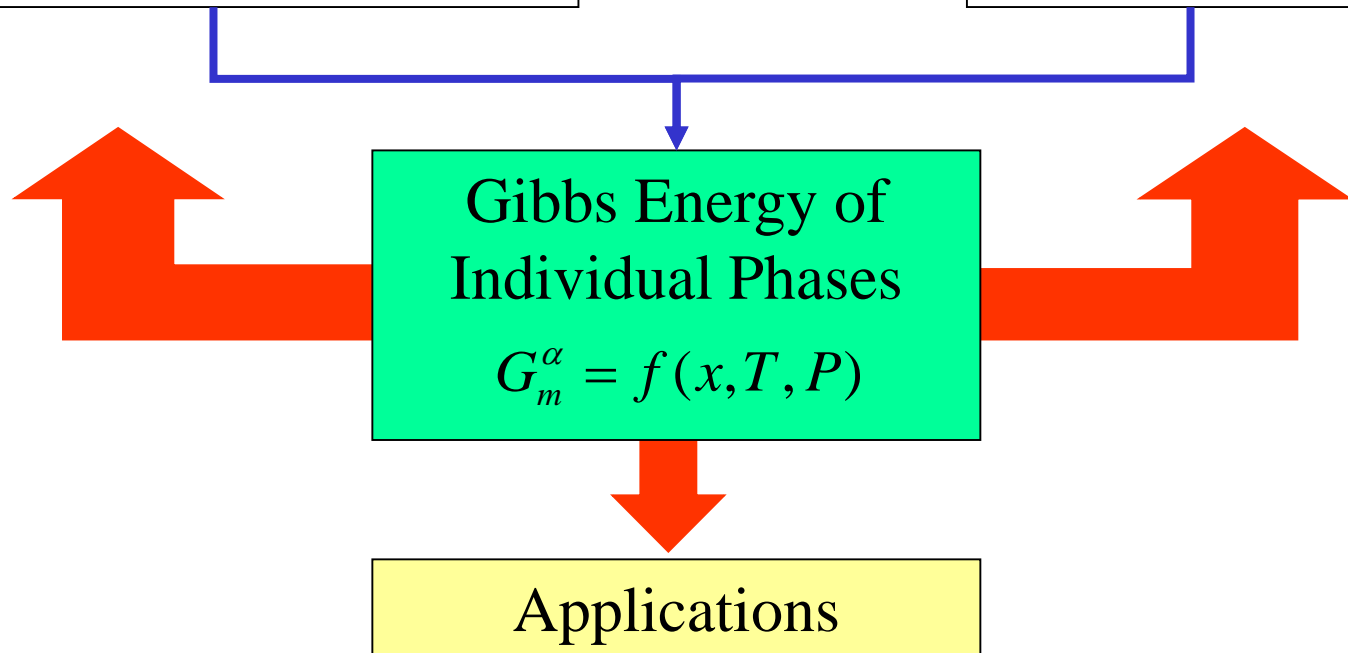 Gibbs Energy of
Individual Phases
G_m^α = f(x,T,P)
Applications